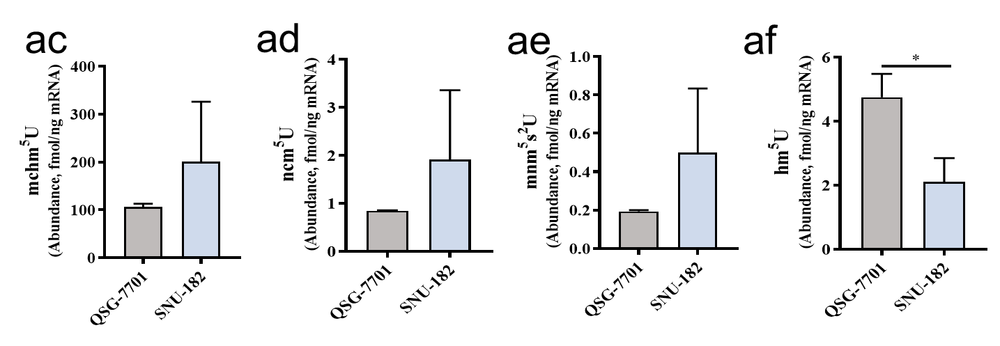 ac
mchm⁵U
(Abundance, fmol/ng mRNA)
400
300
200
100
0
QSG-7701
SNU-182
ad
ncm⁵U
(Abundance, fmol/ng mRNA)
4
3
2
1
0
QSG-7701
SNU-182
ae
mnm⁵s²U
(Abundance, fmol/ng mRNA)
1.0
0.8
0.6
0.4
0.2
0.0
QSG-7701
SNU-182
af
hm⁵U
(Abundance, fmol/ng mRNA)
6
4
2
0
*
QSG-7701
SNU-182